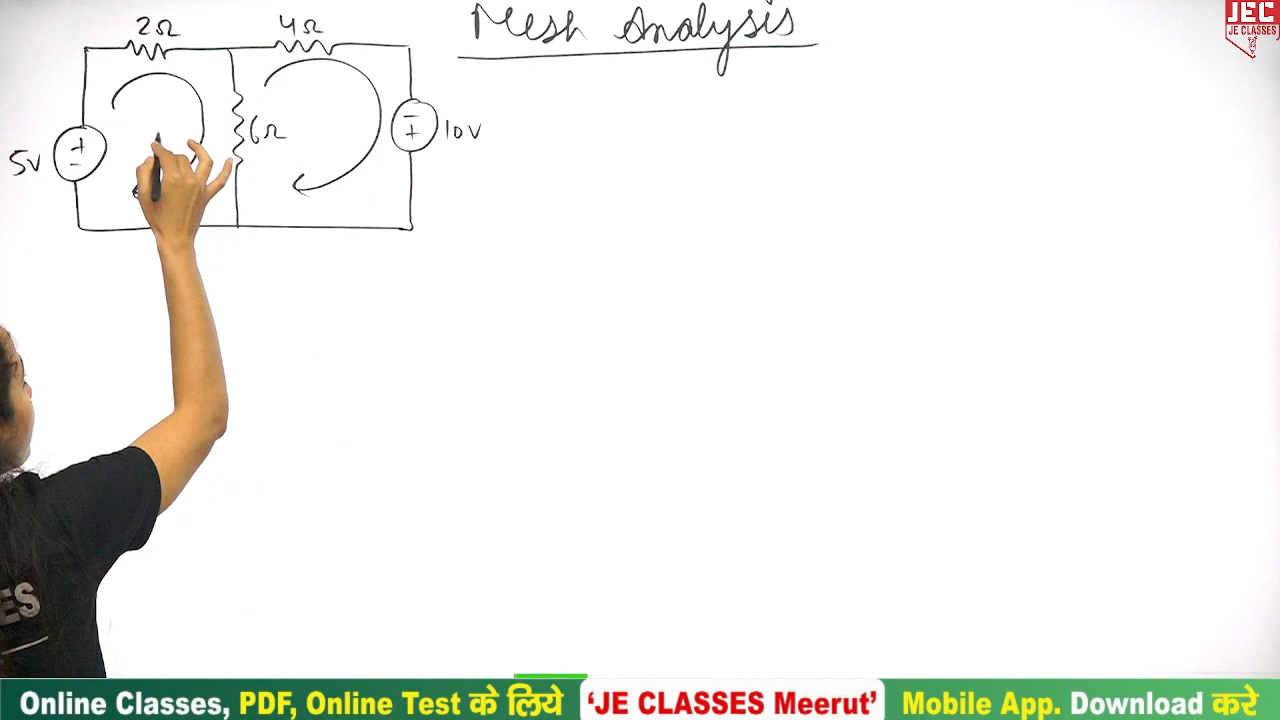 Mesh Analysis
JEC
JE CLASSES
2Ω
4Ω
+
-
5v
6Ω
-
+
10v
ES
Online Classes, PDF, Online Test के लिये 'JE CLASSES Meerut' Mobile App. Download करे